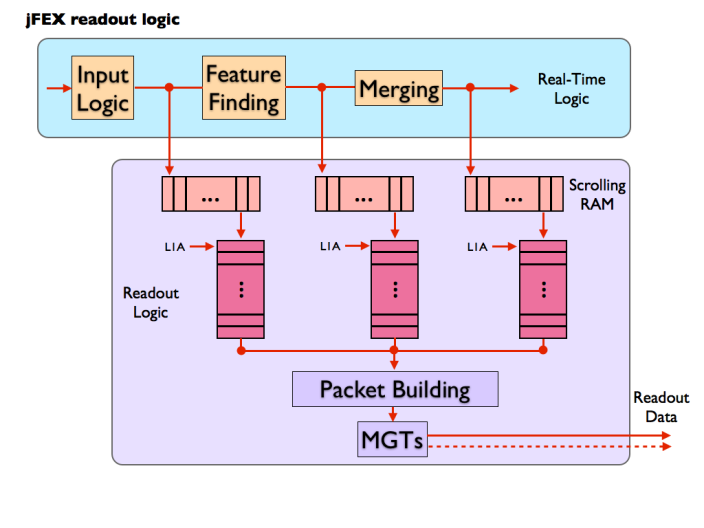 jFEX readout logic
Input
Logic
Feature
Finding
Merging
Real-Time
Logic
...
...
...
Scrolling
RAM
LIA
LIA
LIA
Readout
Logic
Packet Building
MGTs
Readout
Data